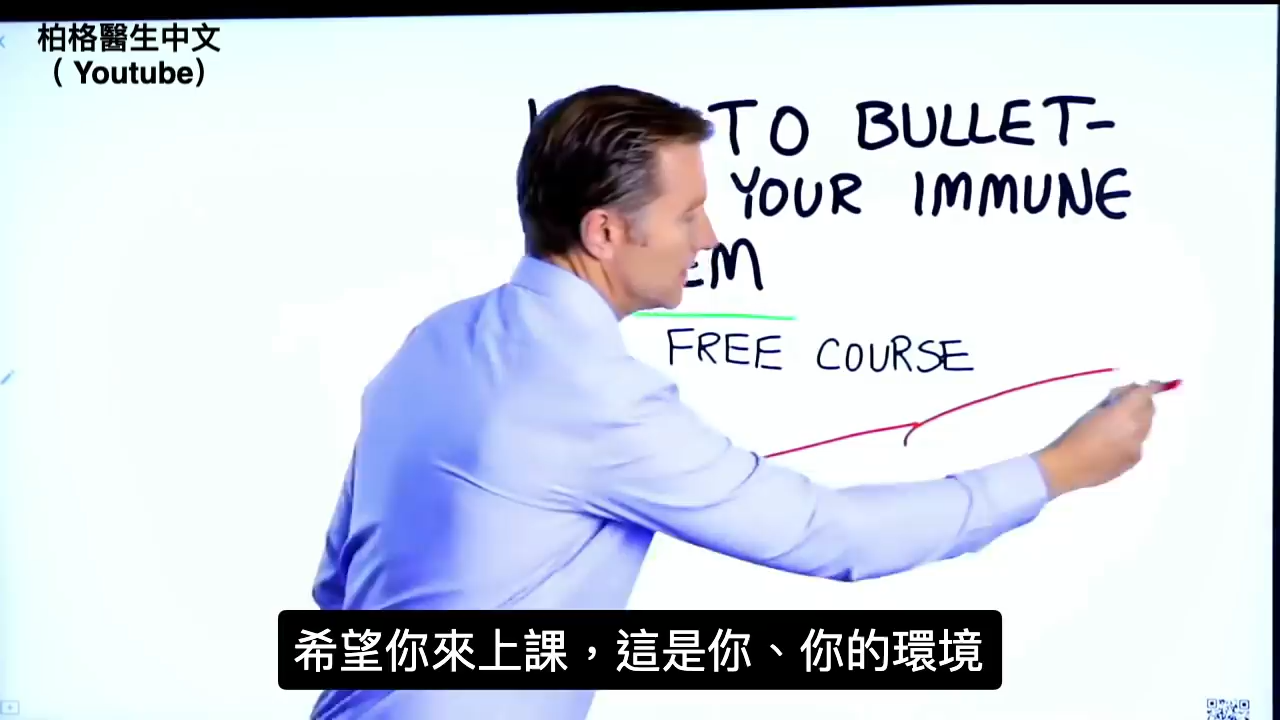 柏格醫生中文
（ Youtube）
TO BULLET-
YOUR IMMUNE
EM
FREE COURSE
希望你來上課，這是你、你的環境